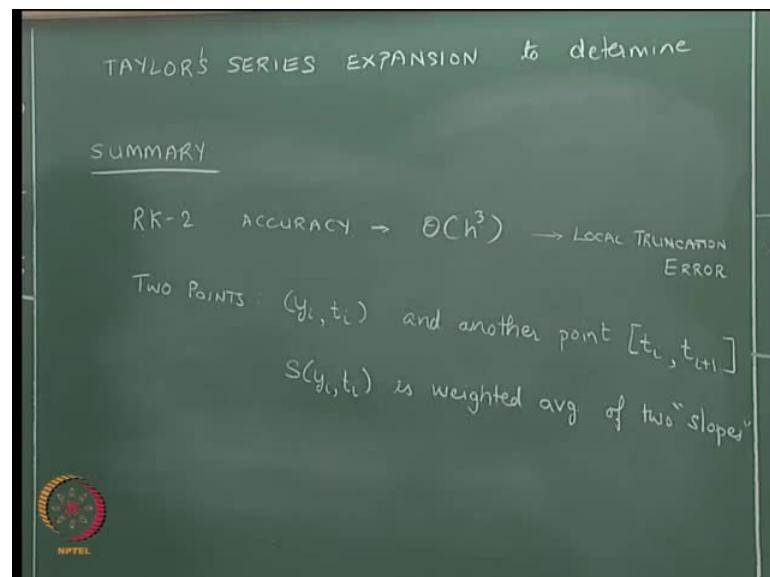 TAYLOR'S SERIES EXPANSION to determine
SUMMARY
RK-2 ACCURACY → O(h³) → LOCAL TRUNCATION
ERROR
TWO POINTS : (yᵢ, tᵢ) and another point [tᵢ, tᵢ₊₁]
S(yᵢ, tᵢ) is weighted avg of two "slopes"
NPTEL